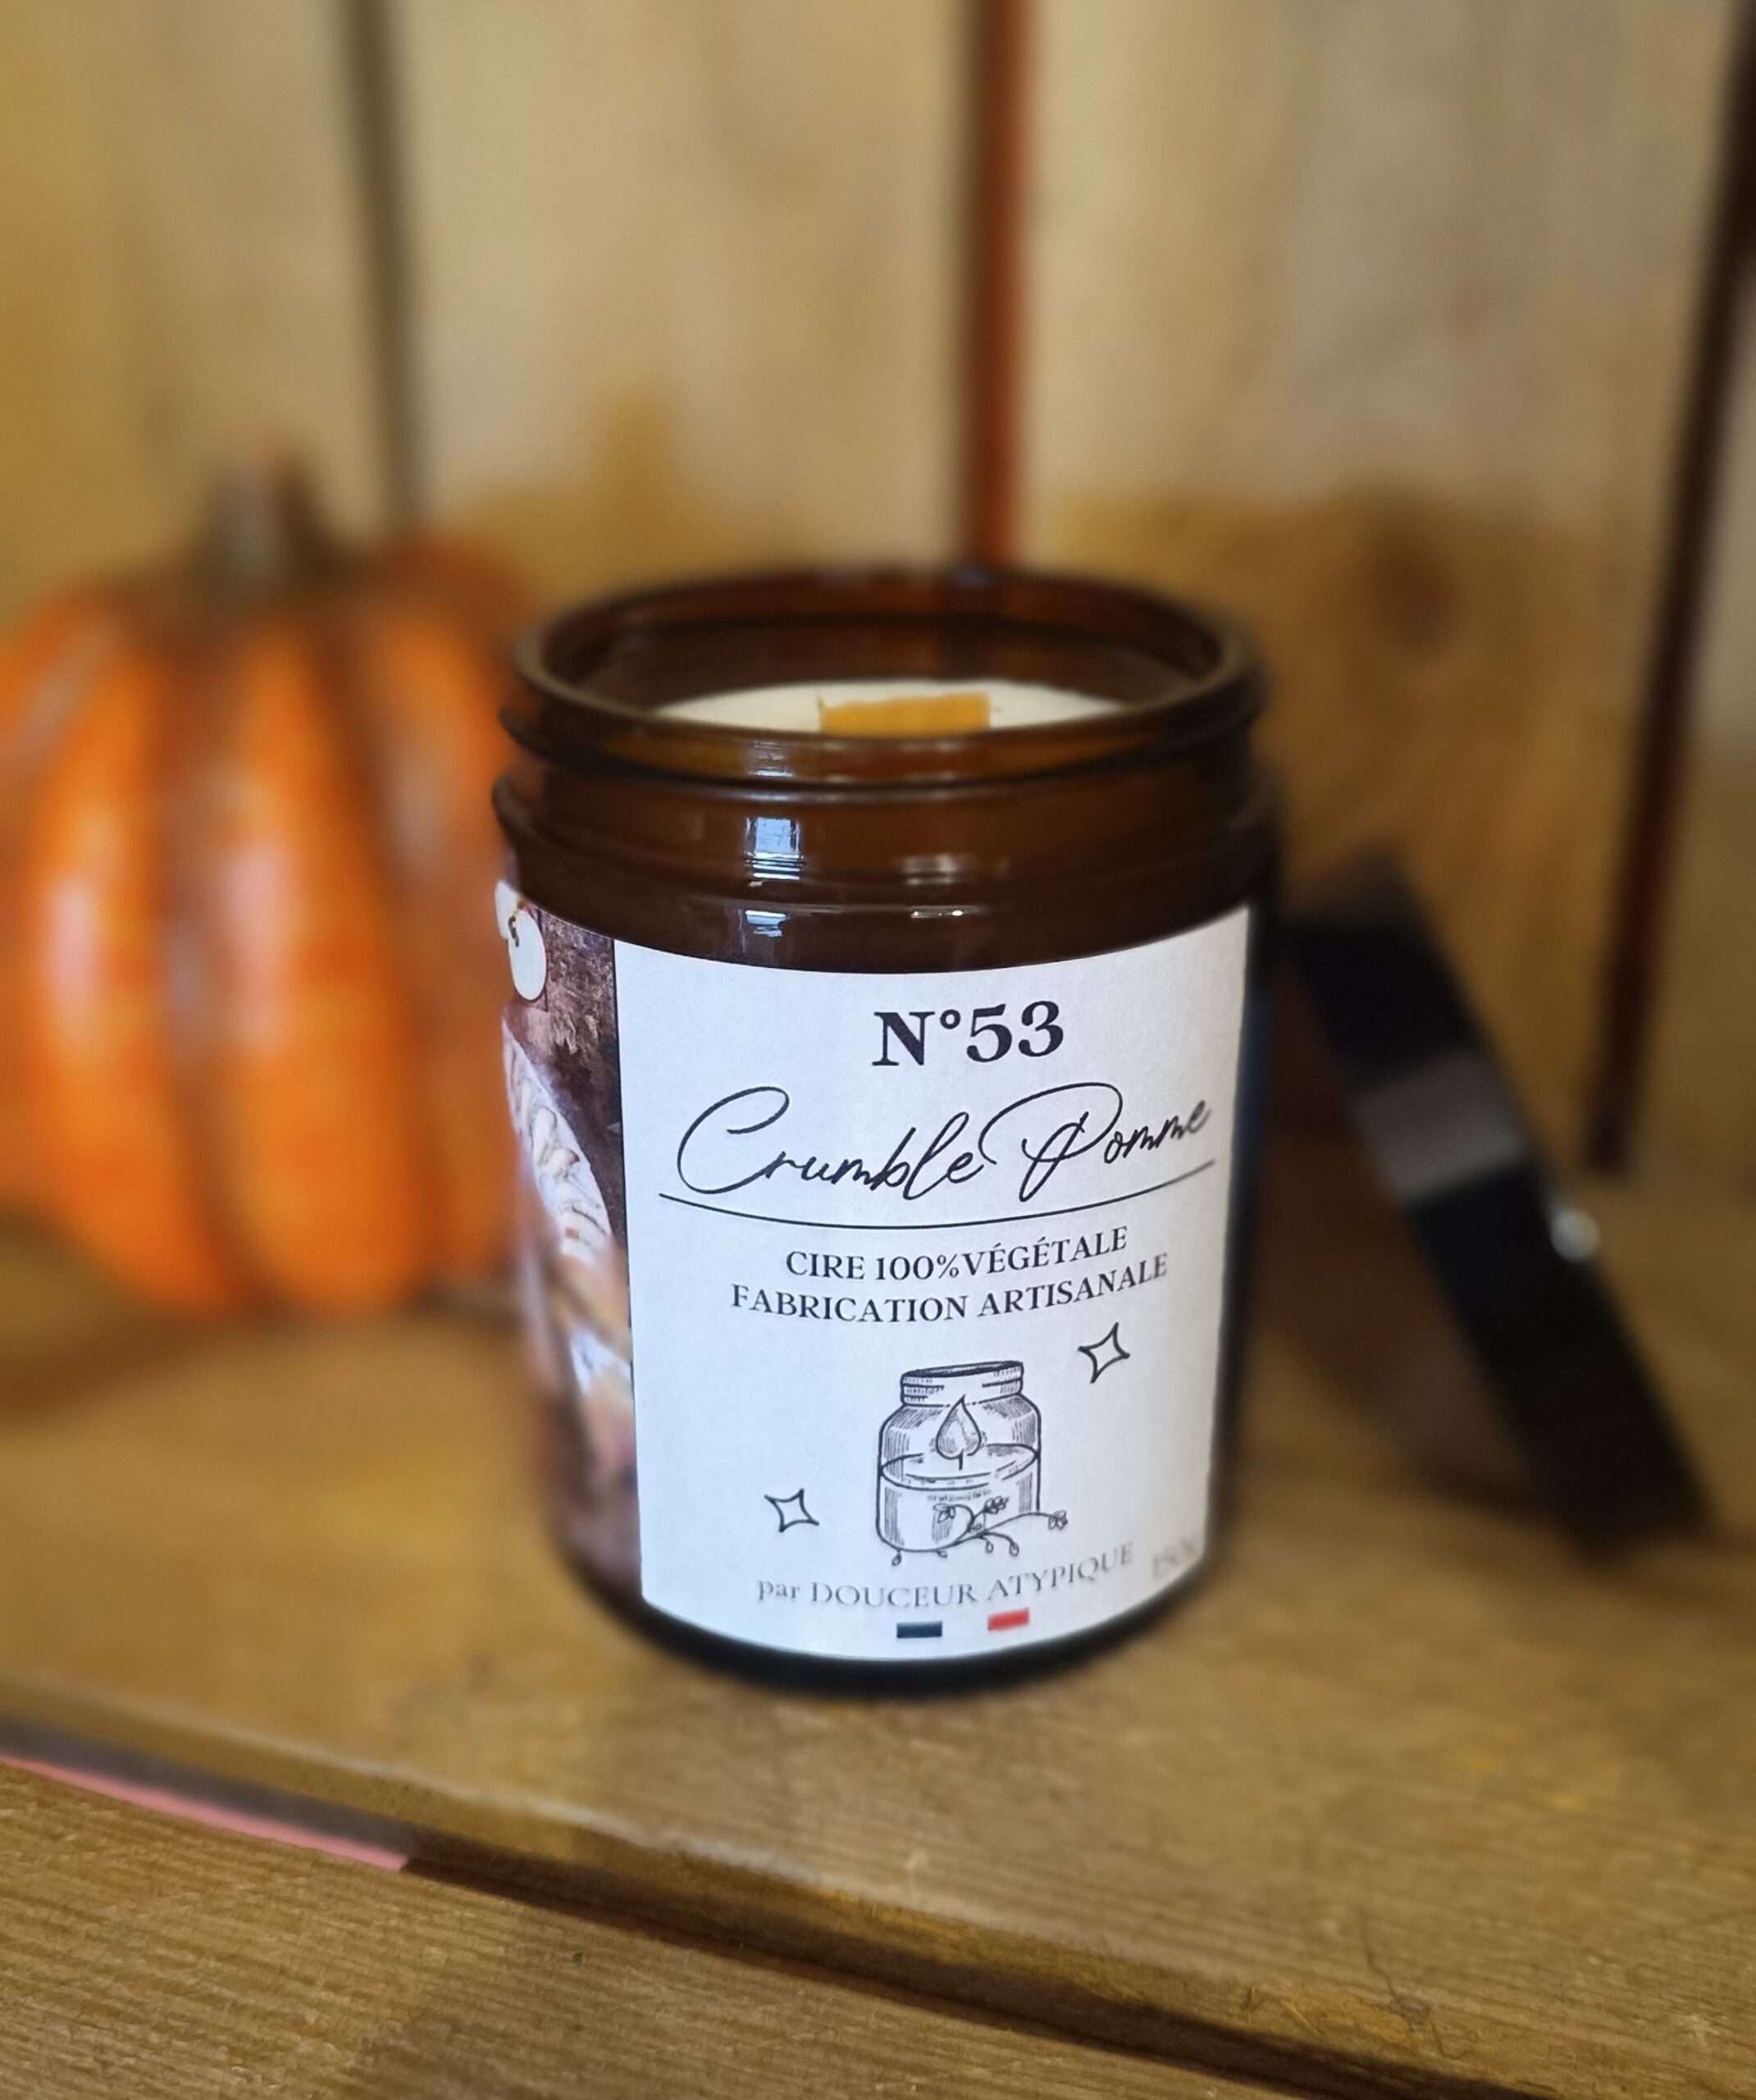 N°53
Crumble Pomme
CIRE 100%VÉGÉTALE
FABRICATION ARTISANALE
par DOUCEUR ATYPIQUE